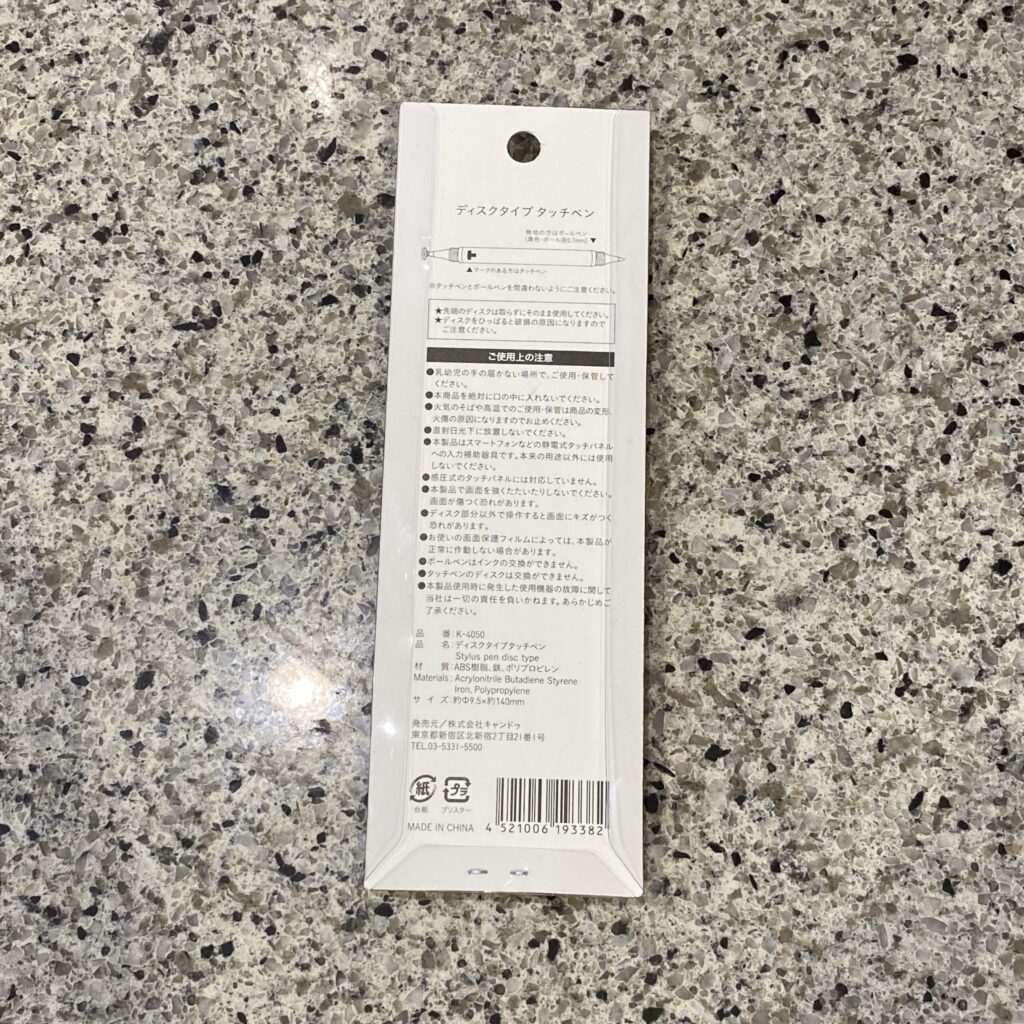 ディスクタイプ タッチペン
無地の方はボールペン
(黒色・ボール径0.7mm) ▼
T
▲マークのある方はタッチペン
※タッチペンとボールペンを間違わないようにご注意ください。
★先端のディスクは取らずにそのまま使用してください。
★ディスクをひっぱると破損の原因になりますので
ご注意ください。
ご使用上の注意
●乳幼児の手の届かない場所で、ご使用・保管して
ください。
●本商品を絶対に口の中に入れないでください。
●火気のそばや高温でのご使用・保管は商品の変形、
火傷の原因になりますのでお止めください。
●直射日光下に放置しないでください。
●本製品はスマートフォンなどの静電式タッチパネル
への入力補助器具です。本来の用途以外には使用
しないでください。
●感圧式のタッチパネルには対応していません。
●本製品で画面を強くたたいたりしないでください。
画面が傷つく恐れがあります。
●ディスク部分以外で操作すると画面にキズがつく
恐れがあります。
●お使いの画面保護フィルムによっては、本製品が
正常に作動しない場合があります。
●ボールペンはインクの交換ができません。
●タッチペンのディスクは交換ができません。
●本製品使用時に発生した使用機器の故障に関して
当社は一切の責任を負いかねます。あらかじめご
了承ください。
品 番：K-4050
品 名：ディスクタイプタッチペン
Stylus pen disc type
材 質：ABS樹脂、鉄、ポリプロピレン
Materials：Acrylonitrile Butadiene Styrene
Iron, Polypropylene
サ イ ズ：約Φ9.5×約140mm
発売元／株式会社キャンドゥ
東京都新宿区北新宿2丁目21番1号
TEL.03-5331-5500
紙 プラ
台紙 ブリスター
MADE IN CHINA 4 521006 193382